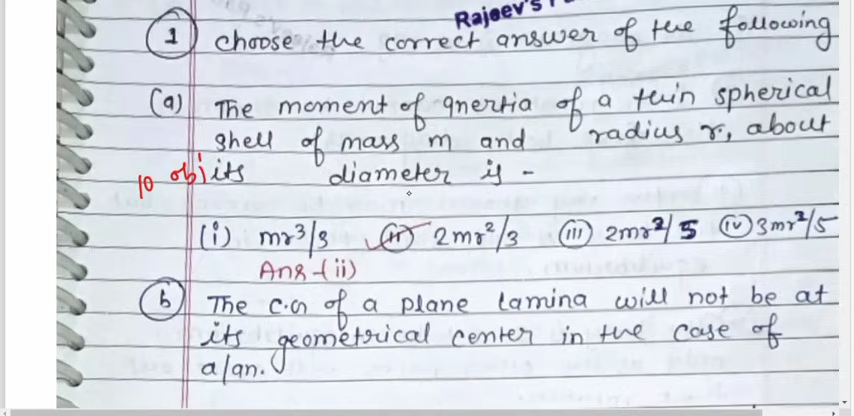 Rajeev's
1 choose the correct answer of the following
(a) The moment of gnertia of a thin spherical
shell of mass m and radius r, about
10 obj its diameter is -
(i) mr³/3 (ii) 2mr²/3 (iii) 2mr²/5 (iv) 3mr²/5
Ans - (ii)
(b) The C.G of a plane lamina will not be at
its geometrical center in the case of
a/an.